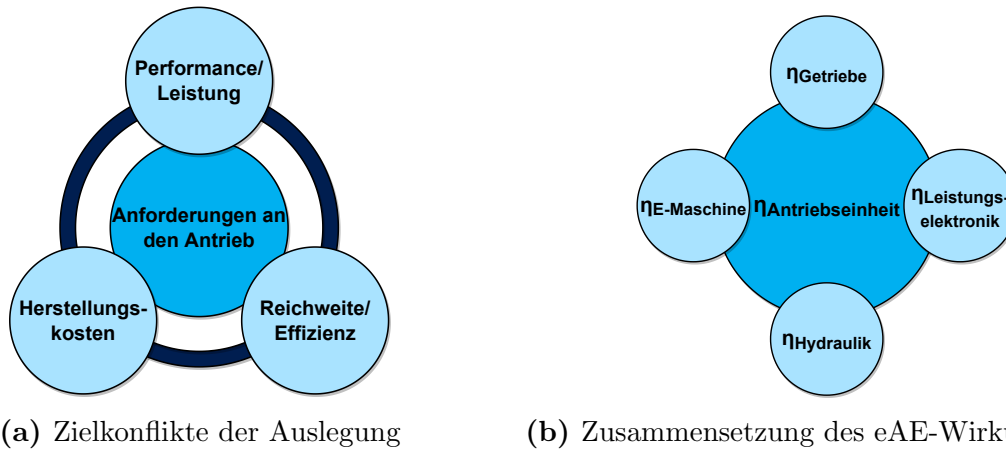 Performance/
Leistung
Anforderungen an
den Antrieb
Herstellungs-
kosten
Reichweite/
Effizienz
(a) Zielkonflikte der Auslegung
ηGetriebe
ηE-Maschine
ηAntriebseinheit
ηLeistungs-
elektronik
ηHydraulik
(b) Zusammensetzung des eAE-Wirk